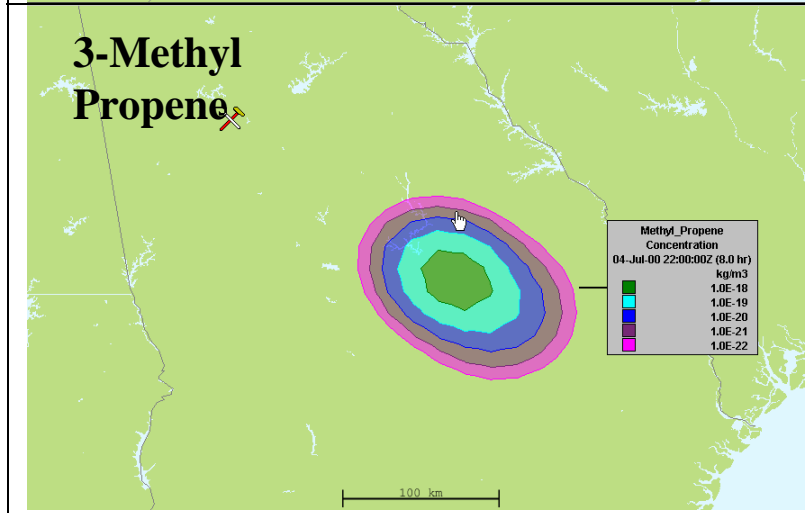 3-Methyl
Propene
Methyl_Propene
Concentration
04-Jul-00 22:00:00Z (8.0 hr)
kg/m3
1.0E-18
1.0E-19
1.0E-20
1.0E-21
1.0E-22
100 km